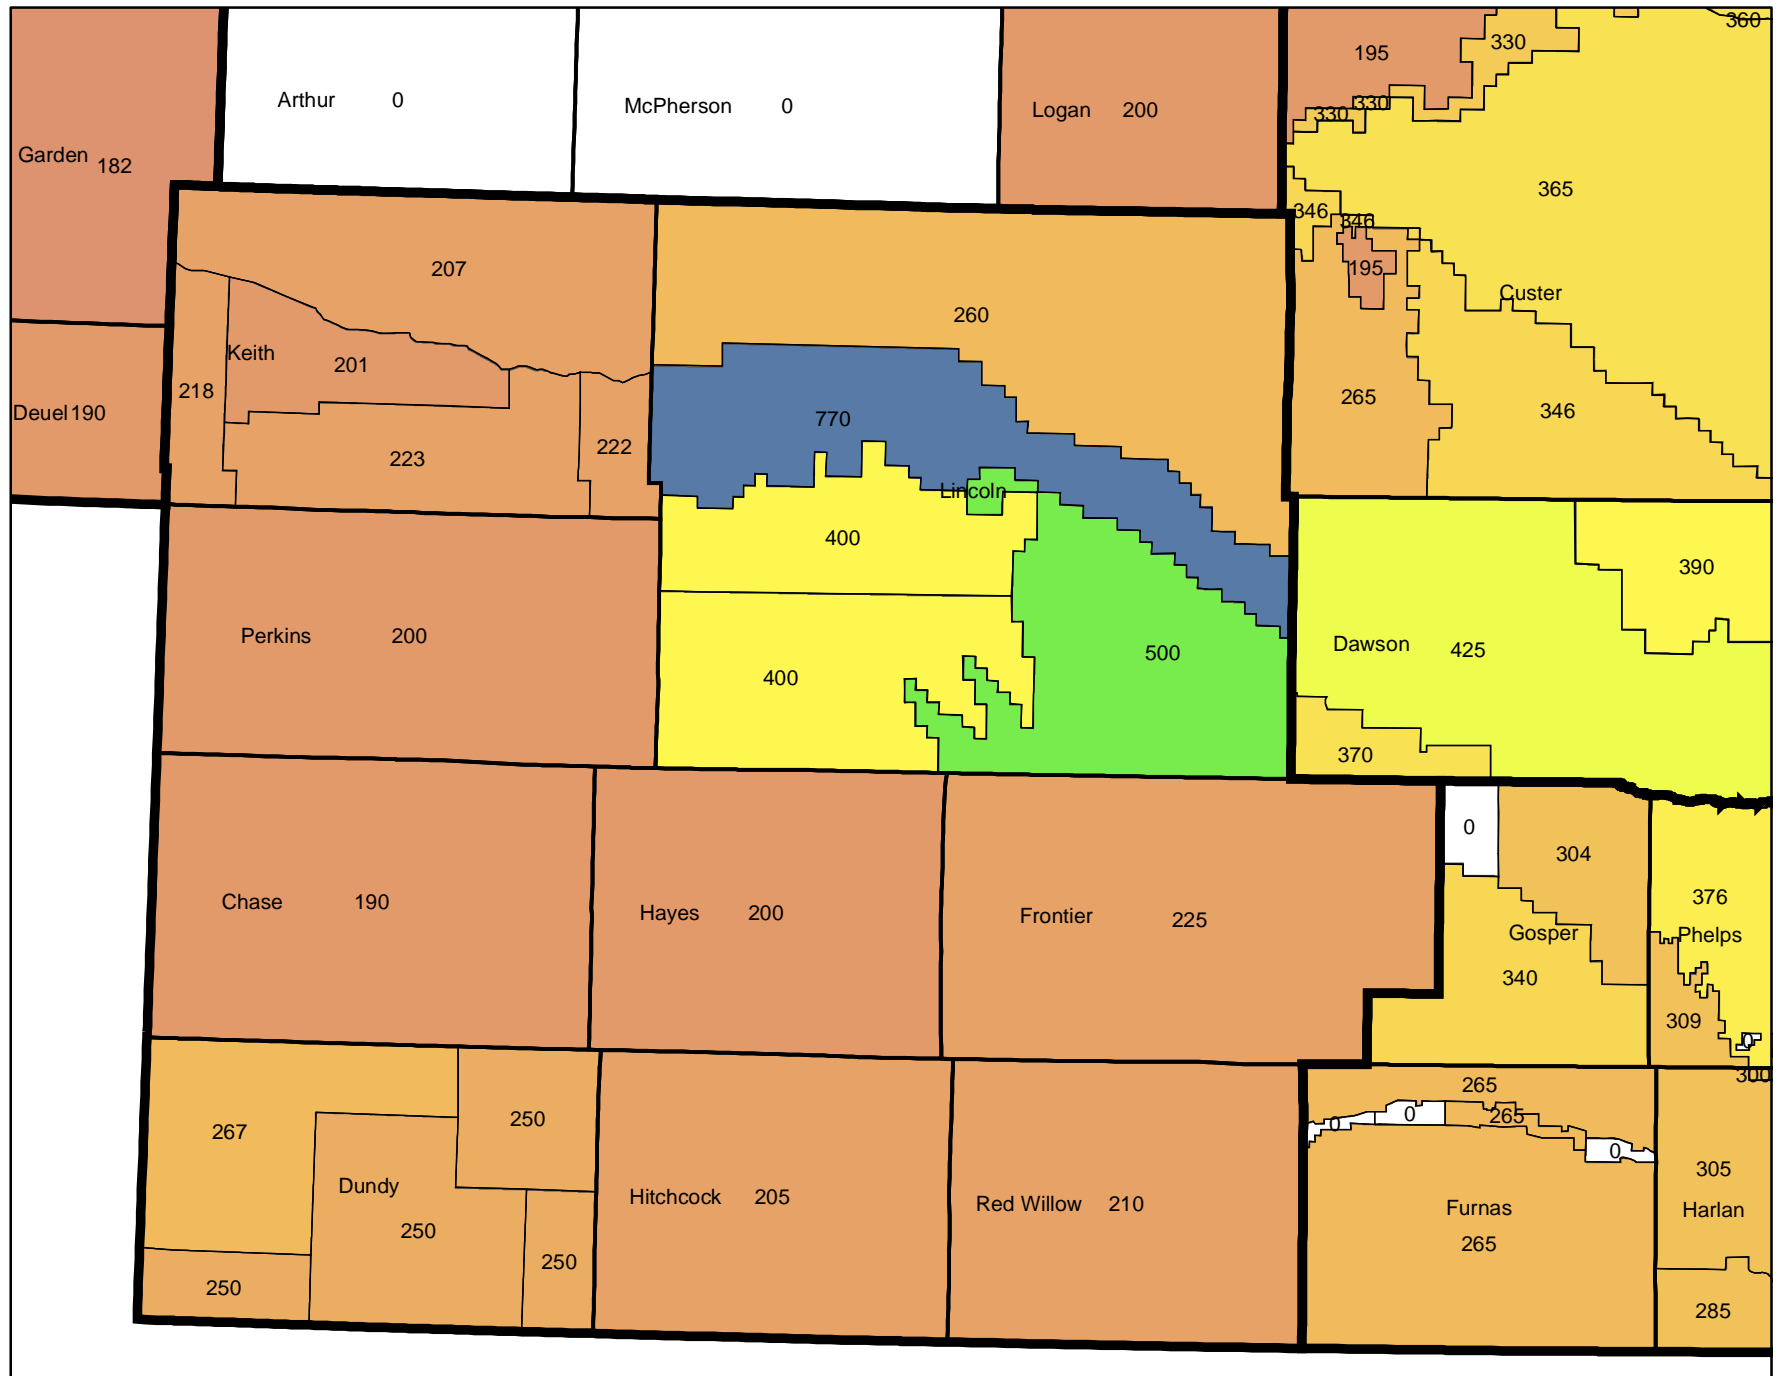 360
330
195
Arthur 0
McPherson 0
Logan 200
330
330
Garden 182
365
346
346
207
195
Custer
260
Keith
201
218
Deuel 190
265
346
770
223
222
Lincoln
400
390
Perkins 200
Dawson 425
500
400
370
0
304
Chase 190
Hayes 200
Frontier 225
376
Gosper
Phelps
340
309
0
300
265
267
250
0
0
265
0
305
Dundy
Hitchcock 205
Red Willow 210
Furnas
Harlan
250
265
250
250
285